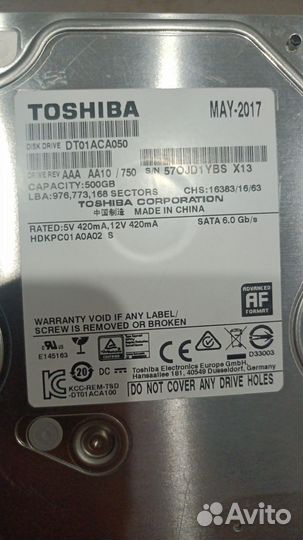 TOSHIBA
MAY-2017
DISK DRIVE DT01ACA050
DRIVE REV AAA AA10 / 750 S/N 57OJD1YBS X13
CAPACITY:500GB
LBA:976,773,168 SECTORS CHS:16383/16/63
TOSHIBA CORPORATION
中国制造 / MADE IN CHINA
RATED:5V 420mA,12V 420mA SATA 6.0 Gb/s
HDKPC01A0A02 S
ADVANCED
AF
FORMAT
WARRANTY VOID IF ANY LABEL/
SCREW IS REMOVED OR BROKEN.
E145163
D33003
20
DC
Toshiba Electronics Europe GmbH
Hansaallee 181, 40549 Düsseldorf, Germany
KCC-REM-TSD
-DT01ACA100
DO NOT COVER ANY DRIVE HOLES
Avito